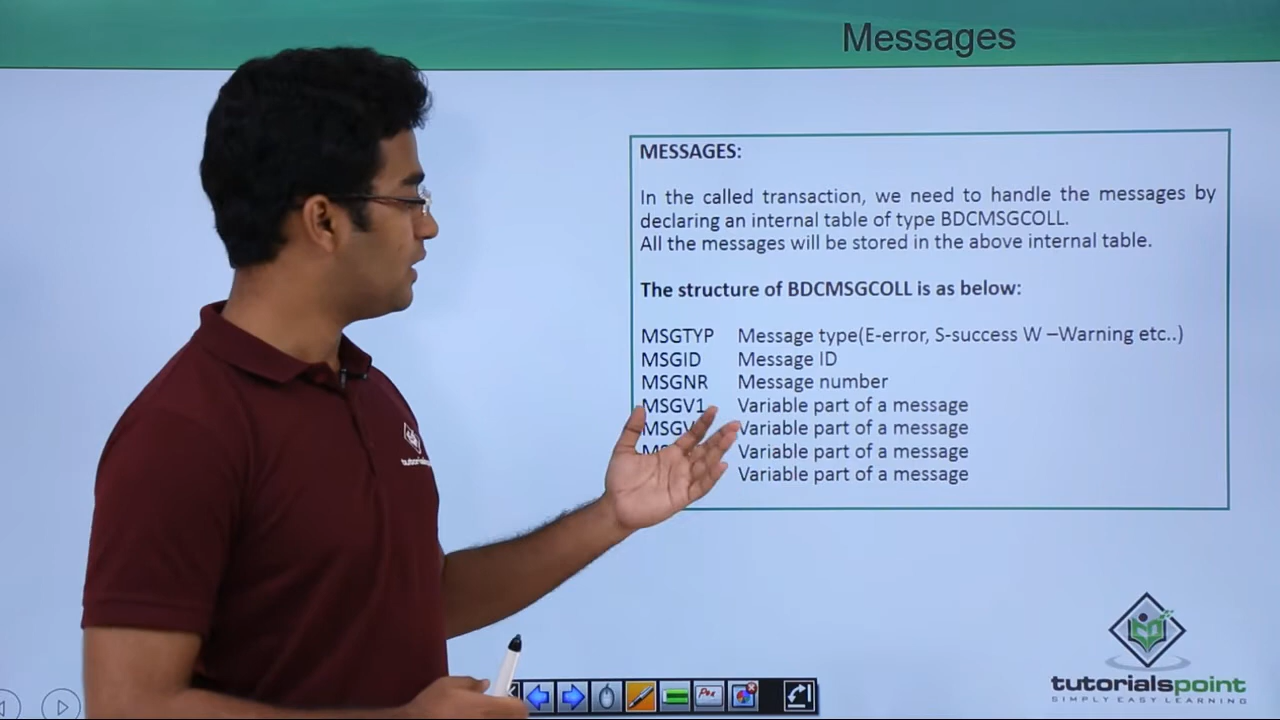 Messages
MESSAGES:
In the called transaction, we need to handle the messages by
declaring an internal table of type BDCMSGCOLL.
All the messages will be stored in the above internal table.
The structure of BDCMSGCOLL is as below:
MSGTYP Message type(E-error, S-success W –Warning etc..)
MSGID Message ID
MSGNR Message number
MSGV1 Variable part of a message
Variable part of a message
Variable part of a message
Variable part of a message
tutorialspoint
SIMPLY EASY LEARNING